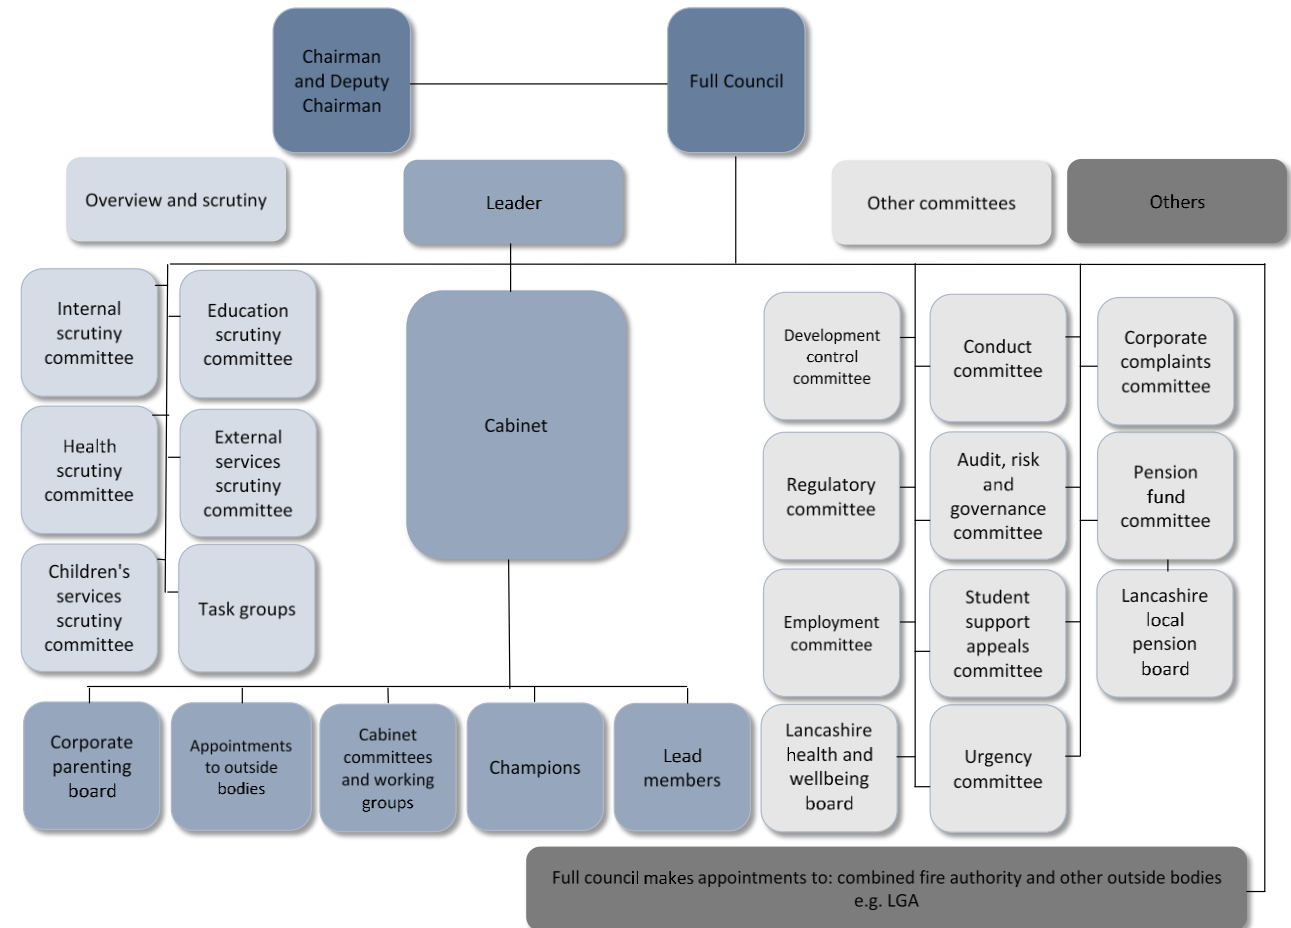 Chairman
and Deputy
Chairman
Full Council
Overview and scrutiny
Leader
Other committees
Others
Internal
scrutiny
committee
Education
scrutiny
committee
Health
scrutiny
committee
External
services
scrutiny
committee
Children's
services
scrutiny
committee
Task groups
Cabinet
Development
control
committee
Conduct
committee
Corporate
complaints
committee
Regulatory
committee
Audit, risk
and
governance
committee
Pension
fund
committee
Employment
committee
Student
support
appeals
committee
Lancashire
local
pension
board
Lancashire
health and
wellbeing
board
Urgency
committee
Corporate
parenting
board
Appointments
to outside
bodies
Cabinet
committees
and working
groups
Champions
Lead
members
Full council makes appointments to: combined fire authority and other outside bodies
e.g. LGA